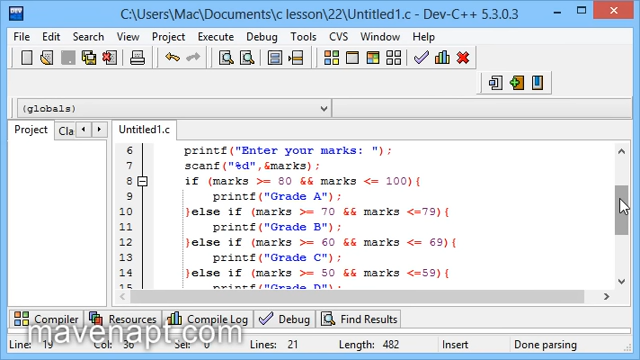 C:\Users\Mac\Documents\c lesson\22\Untitled1.c - Dev-C++ 5.3.0.3
File Edit Search View Project Execute Debug Tools CVS Window Help
(globals)
Project Cla Untitled1.c
6 printf("Enter your marks: ");
7 scanf("%d",&marks);
8 if (marks >= 80 && marks <= 100){
9 printf("Grade A");
10 }else if (marks >= 70 && marks <=79){
11 printf("Grade B");
12 }else if (marks >= 60 && marks <= 69){
13 printf("Grade C");
14 }else if (marks >= 50 && marks <=59){
15 printf("Grade D");
Compiler Resources Compile Log Debug Find Results
mavenapt.com
Line: 19 Col: 36 Sel: 0 Lines: 21 Length: 482 Insert Done parsing